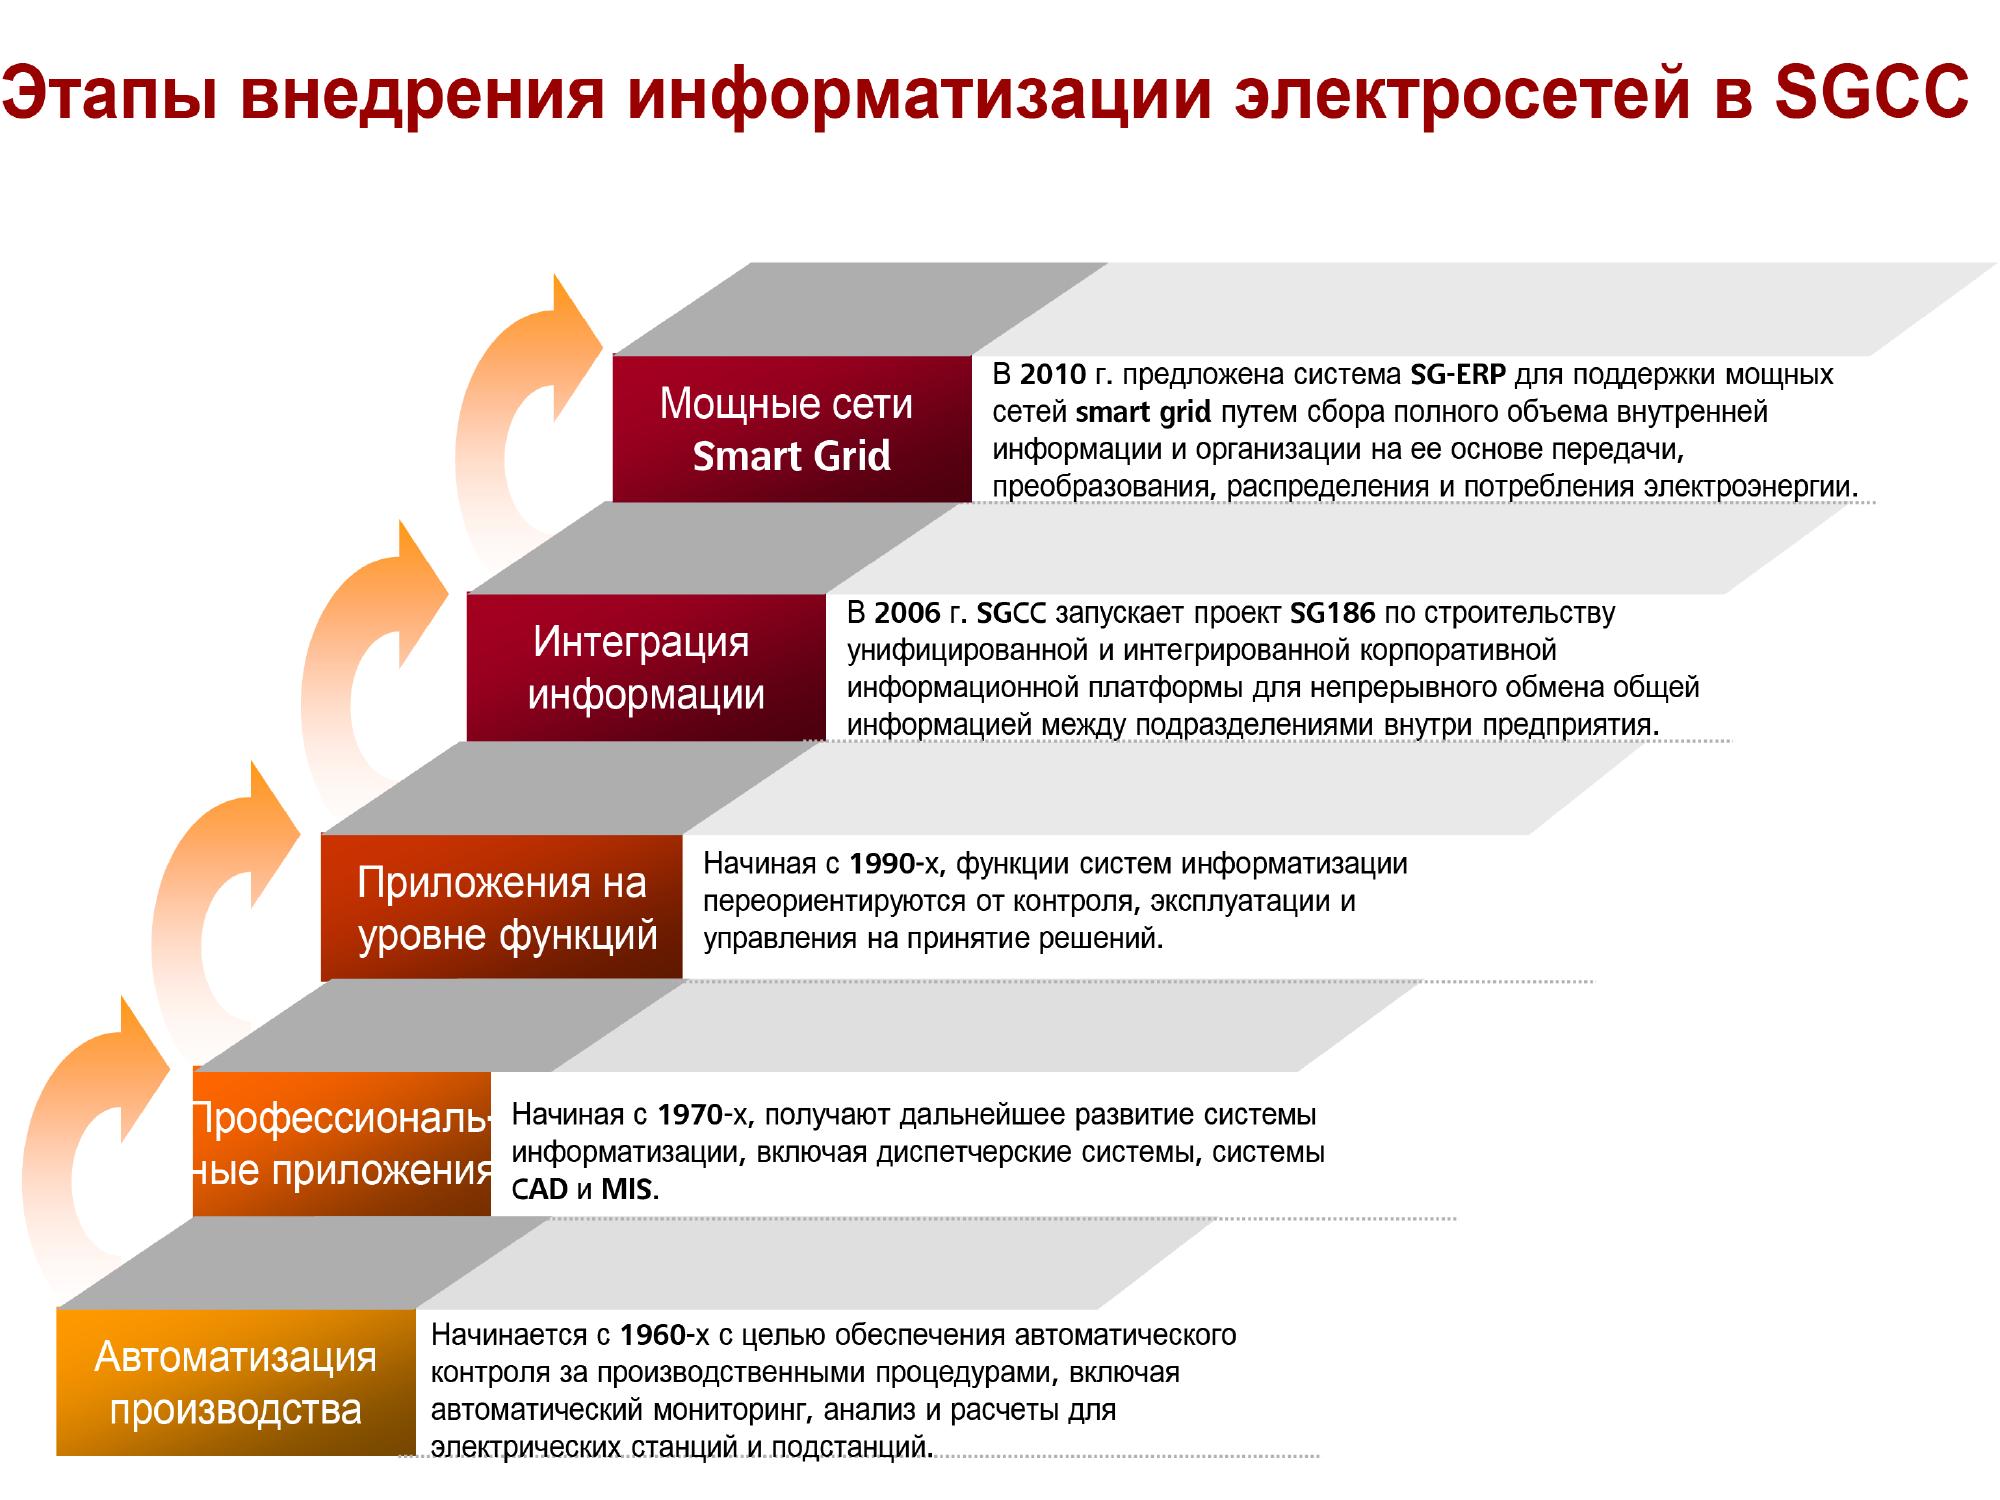 Этапы внедрения информатизации электросетей в SGCC
Мощные сети
Smart Grid
В 2010 г. предложена система SG-ERP для поддержки мощных
сетей smart grid путем сбора полного объема внутренней
информации и организации на ее основе передачи,
преобразования, распределения и потребления электроэнергии.
Интеграция
информации
В 2006 г. SGCC запускает проект SG186 по строительству
унифицированной и интегрированной корпоративной
информационной платформы для непрерывного обмена общей
информацией между подразделениями внутри предприятия.
Приложения на
уровне функций
Начиная с 1990-х, функции систем информатизации
переориентируются от контроля, эксплуатации и
управления на принятие решений.
Профессиональ-
ные приложения
Начиная с 1970-х, получают дальнейшее развитие системы
информатизации, включая диспетчерские системы, системы
CAD и MIS.
Автоматизация
производства
Начинается с 1960-х с целью обеспечения автоматического
контроля за производственными процедурами, включая
автоматический мониторинг, анализ и расчеты для
электрических станций и подстанций.